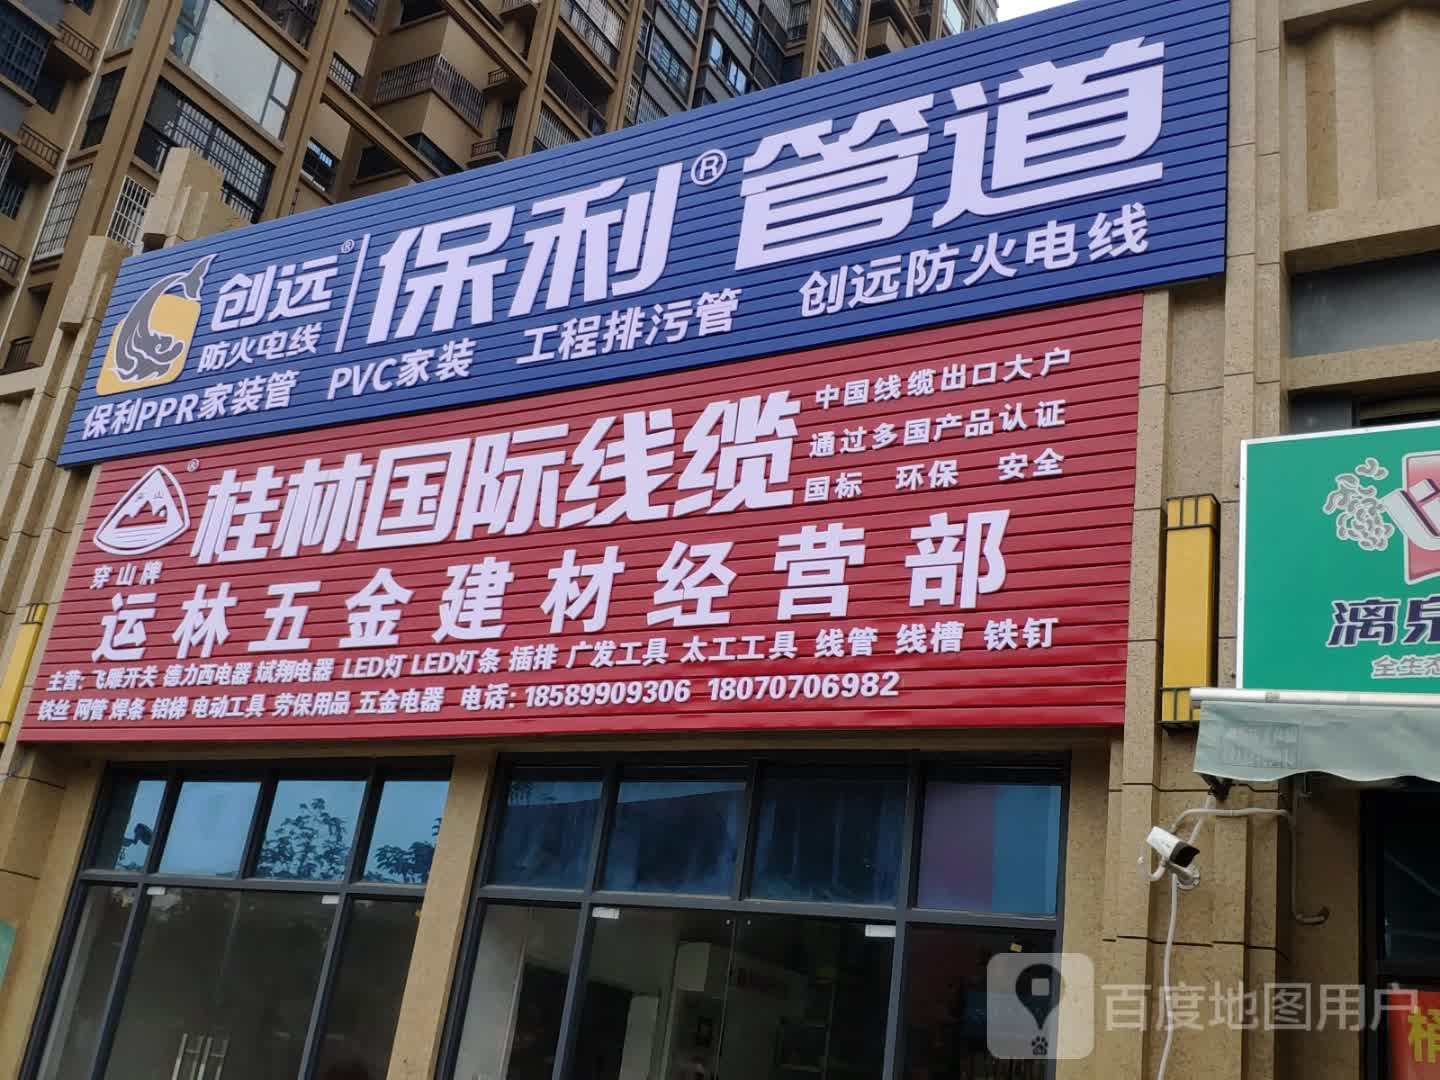 创远® 保利®管道
防火电线
保利PPR家装管 PVC家装 工程排污管 创远防火电线
穿山牌
®
桂林国际线缆
中国线缆出口大户
通过多国产品认证
国标 环保 安全
运林五金建材经营部
主营:飞雕开关 德力西电器 斌翔电器 LED灯 LED灯条 插排 广发工具 太工工具 线管 线槽 铁钉
铁丝 网管 焊条 铝梯 电动工具 劳保用品 五金电器 电话:18589909306 18070706982
漓泉
全生态
百度地图用户